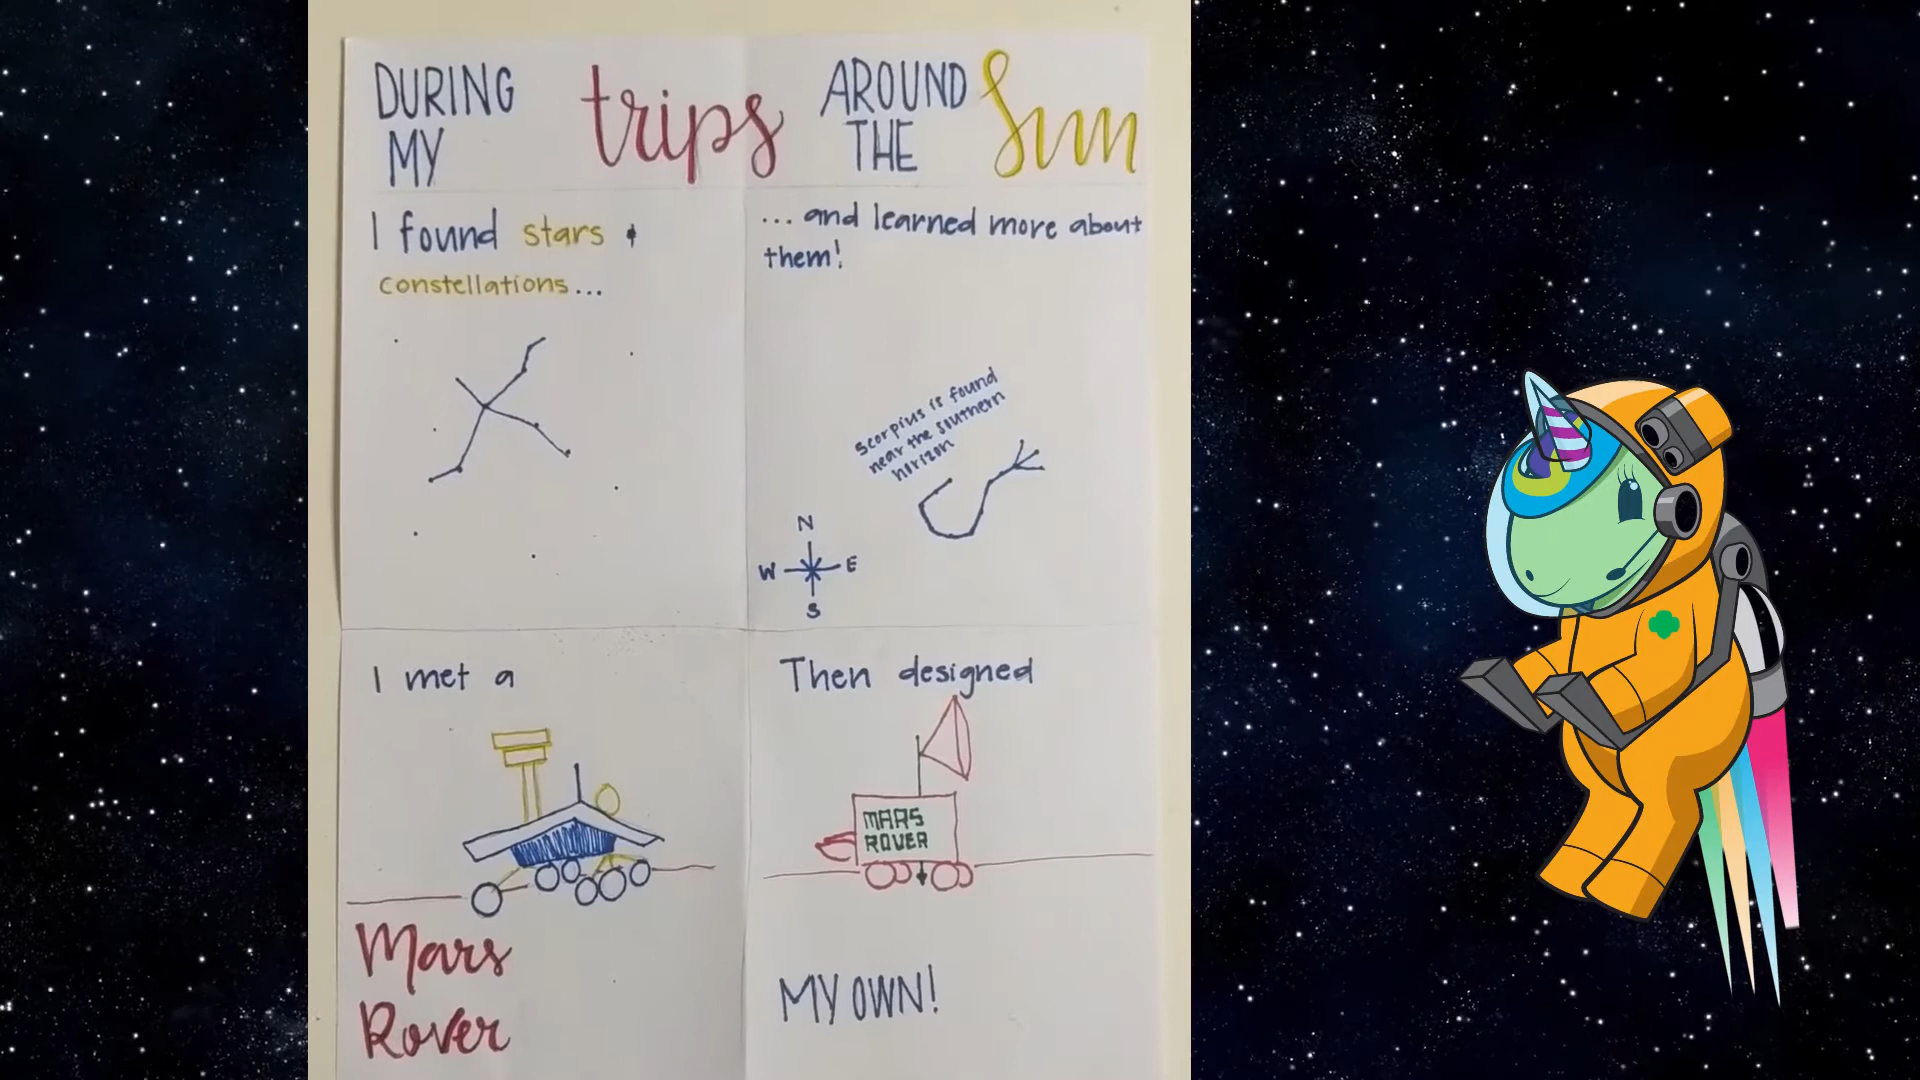 DURING MY trips AROUND THE Sun
I found stars &
constellations...
...and learned more about
them!
scorpius is found
near the southern
horizon
N
W E
S
I met a
Mars
Rover
Then designed
MARS
ROVER
MY OWN!